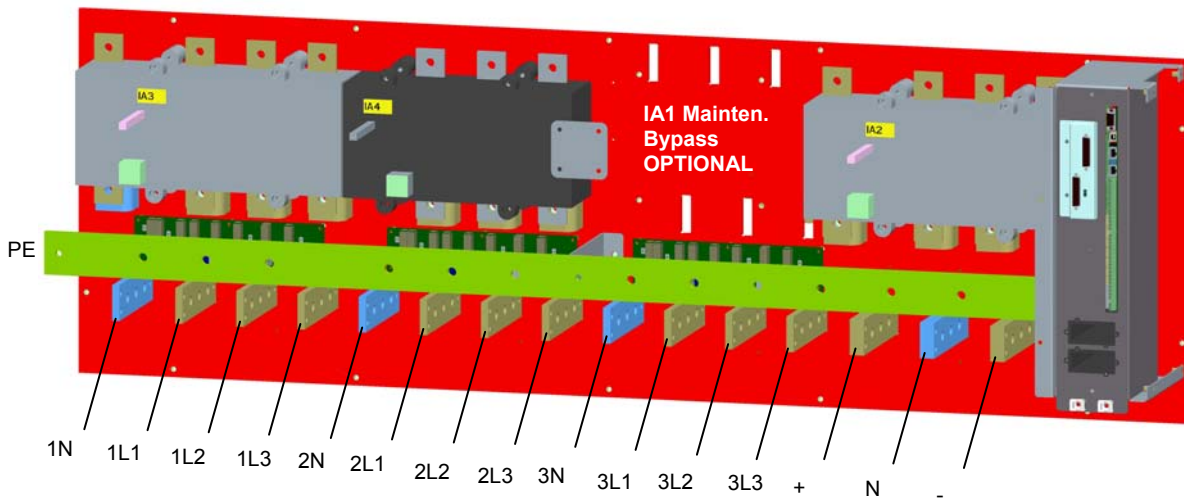 IA3
IA4
IA1 Mainten.
Bypass
OPTIONAL
IA2
PE
1N
1L1
1L2
1L3
2N
2L1
2L2
2L3
3N
3L1
3L2
3L3
+
N
-